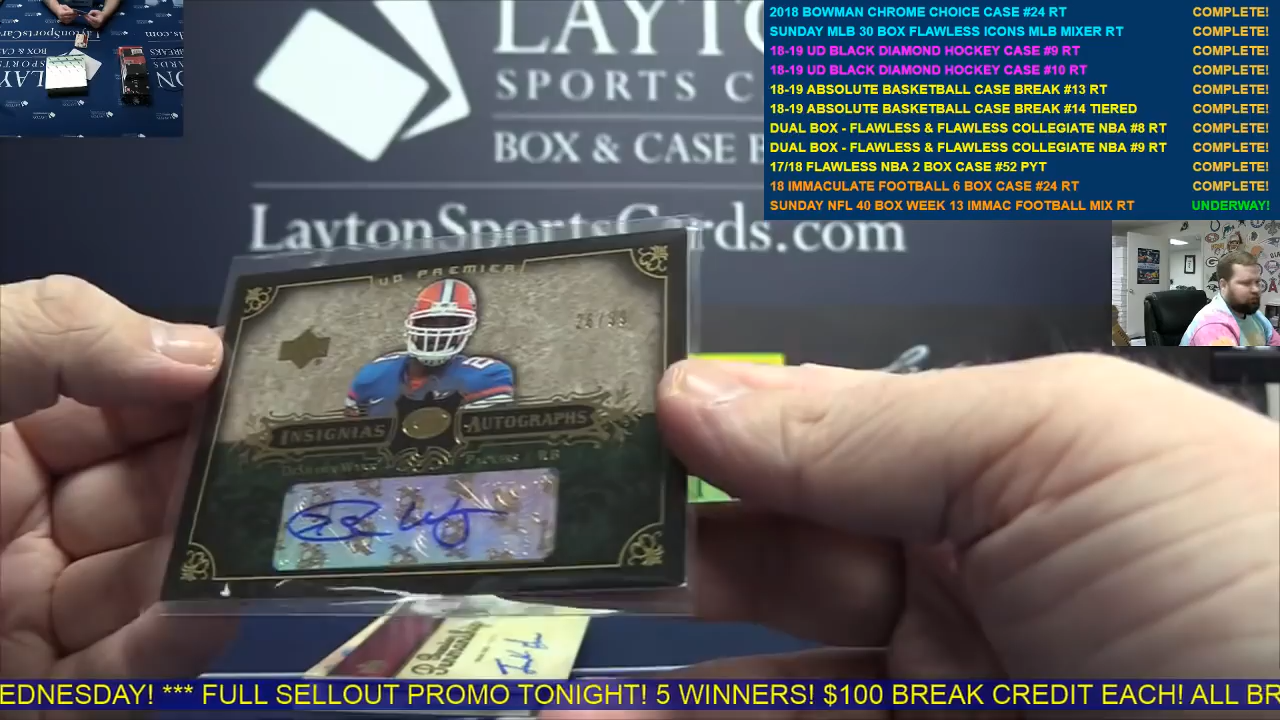 2018 BOWMAN CHROME CHOICE CASE #24 RT COMPLETE!
SUNDAY MLB 30 BOX FLAWLESS ICONS MLB MIXER RT COMPLETE!
18-19 UD BLACK DIAMOND HOCKEY CASE #9 RT COMPLETE!
18-19 UD BLACK DIAMOND HOCKEY CASE #10 RT COMPLETE!
18-19 ABSOLUTE BASKETBALL CASE BREAK #13 RT COMPLETE!
18-19 ABSOLUTE BASKETBALL CASE BREAK #14 TIERED COMPLETE!
DUAL BOX - FLAWLESS & FLAWLESS COLLEGIATE NBA #8 RT COMPLETE!
DUAL BOX - FLAWLESS & FLAWLESS COLLEGIATE NBA #9 RT COMPLETE!
17/18 FLAWLESS NBA 2 BOX CASE #52 PYT COMPLETE!
18 IMMACULATE FOOTBALL 6 BOX CASE #24 RT COMPLETE!
SUNDAY NFL 40 BOX WEEK 13 IMMAC FOOTBALL MIX RT UNDERWAY!
LAYTO
SPORTS C
BOX & CASE B
LaytonSportsCards.com
UD PREMIER
INSIGNIAS AUTOGRAPHS
PACKERS / RB
EDNESDAY! *** FULL SELLOUT PROMO TONIGHT! 5 WINNERS! $100 BREAK CREDIT EACH! ALL BR